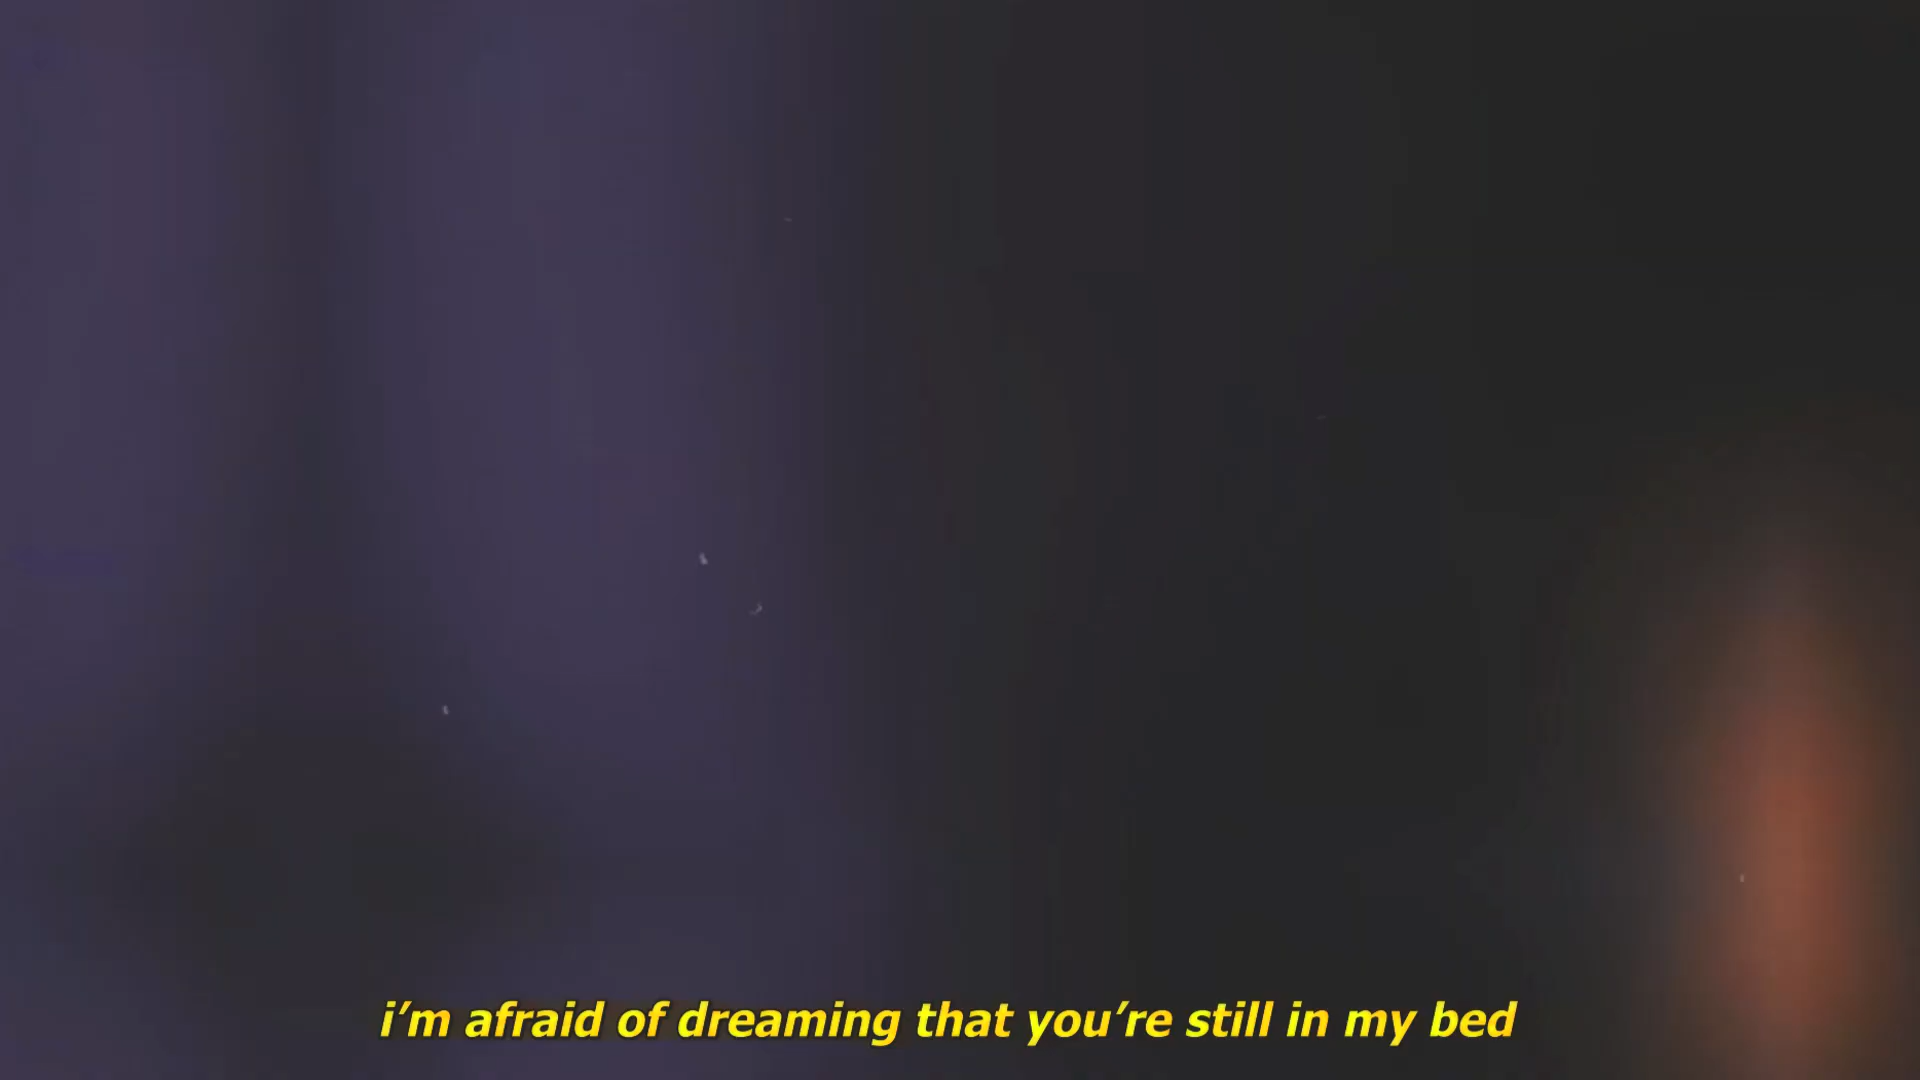 i’m afraid of dreaming that you’re still in my bed